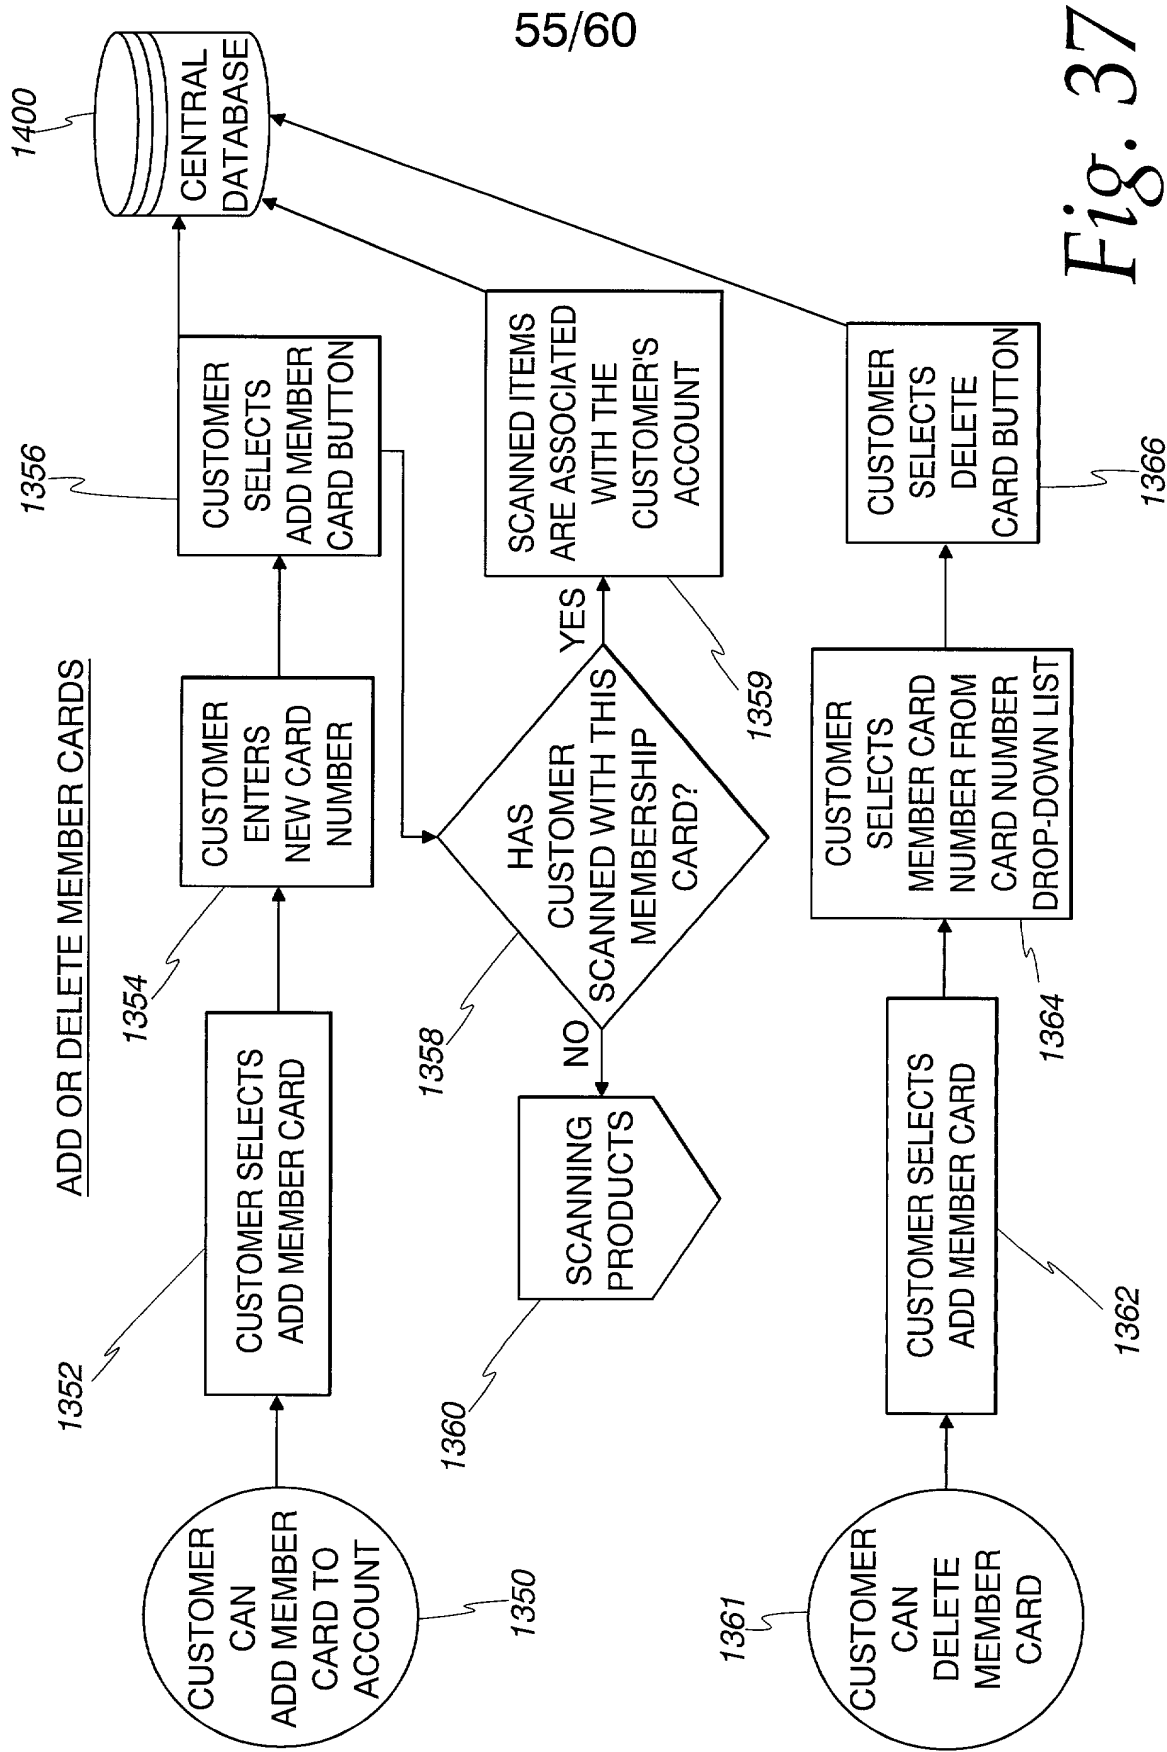 55/60
ADD OR DELETE MEMBER CARDS
1350
CUSTOMER
CAN
ADD MEMBER
CARD TO
ACCOUNT
1352
CUSTOMER SELECTS
ADD MEMBER CARD
1354
CUSTOMER
ENTERS
NEW CARD
NUMBER
1356
CUSTOMER
SELECTS
ADD MEMBER
CARD BUTTON
1400
CENTRAL
DATABASE
1360
SCANNING
PRODUCTS
NO
1358
HAS
CUSTOMER
SCANNED WITH THIS
MEMBERSHIP
CARD?
YES
1359
SCANNED ITEMS
ARE ASSOCIATED
WITH THE
CUSTOMER'S
ACCOUNT
1361
CUSTOMER
CAN
DELETE
MEMBER
CARD
1362
CUSTOMER SELECTS
ADD MEMBER CARD
1364
CUSTOMER
SELECTS
MEMBER CARD
NUMBER FROM
CARD NUMBER
DROP-DOWN LIST
1366
CUSTOMER
SELECTS
DELETE
CARD BUTTON
Fig. 37